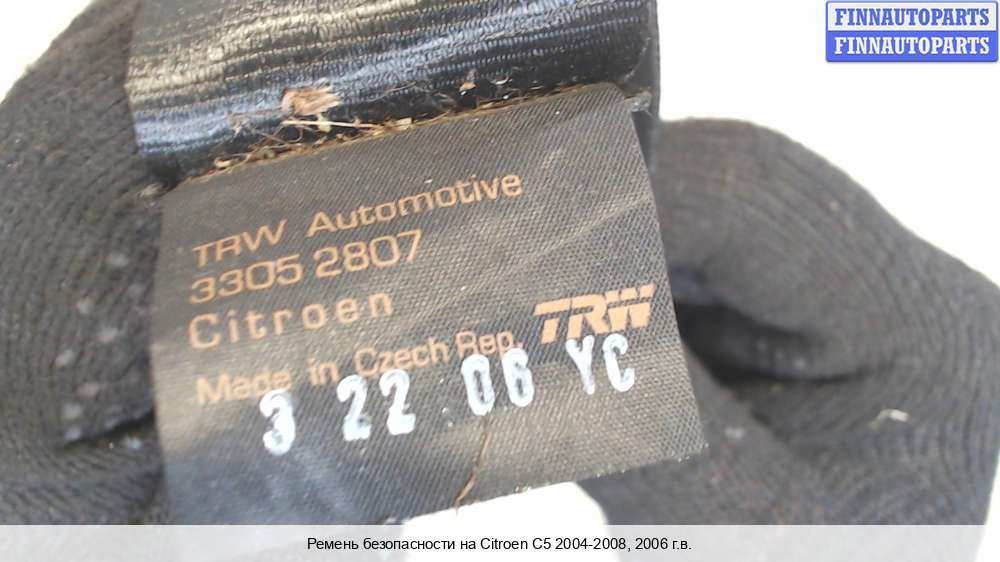 FINNAUTOPARTS
FINNAUTOPARTS
TRW Automotive
3305 2807
Citroen
TRW
Made in Czech Rep.
3 22 06 YC
Ремень безопасности на Citroen C5 2004-2008, 2006 г.в.